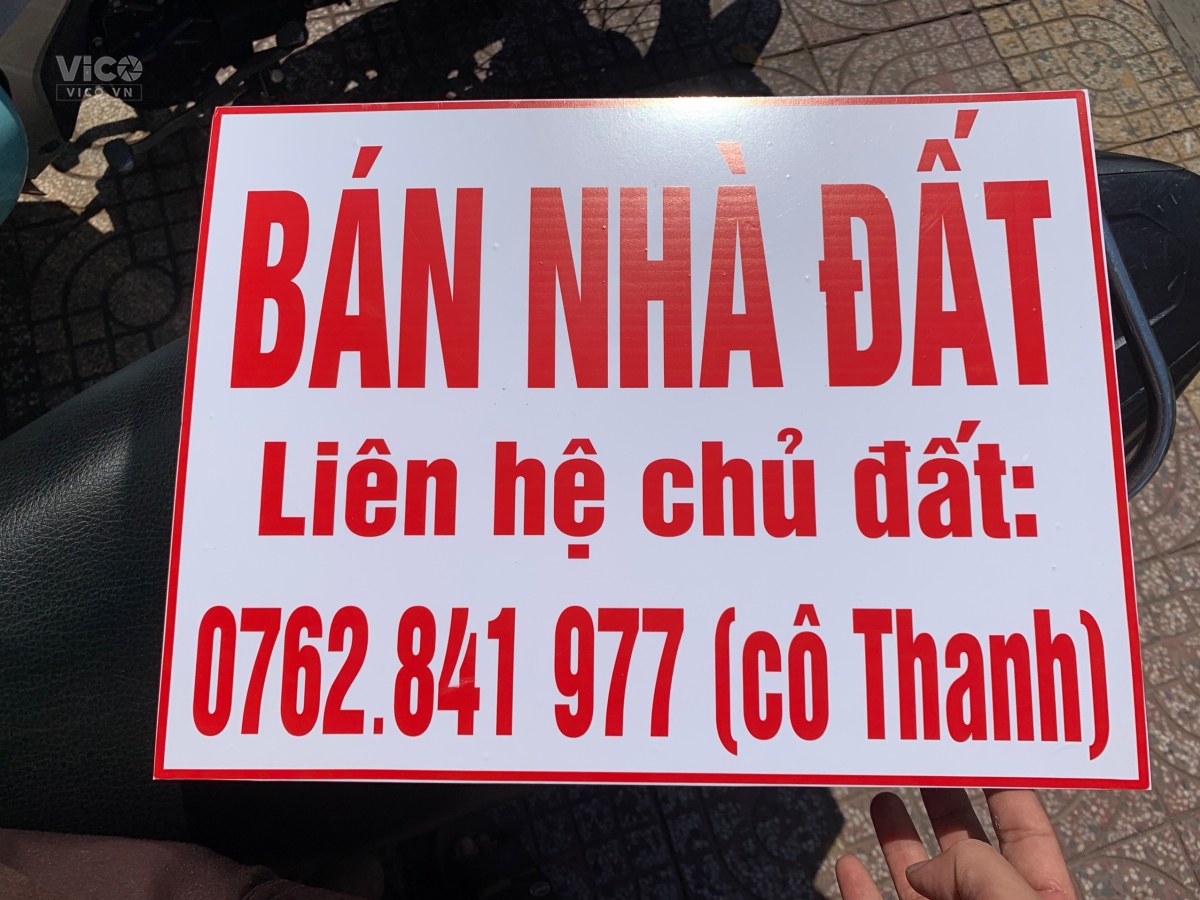 ViCO
VICO.VN
BÁN NHÀ ĐẤT
Liên hệ chủ đất:
0762.841 977 (cô Thanh)